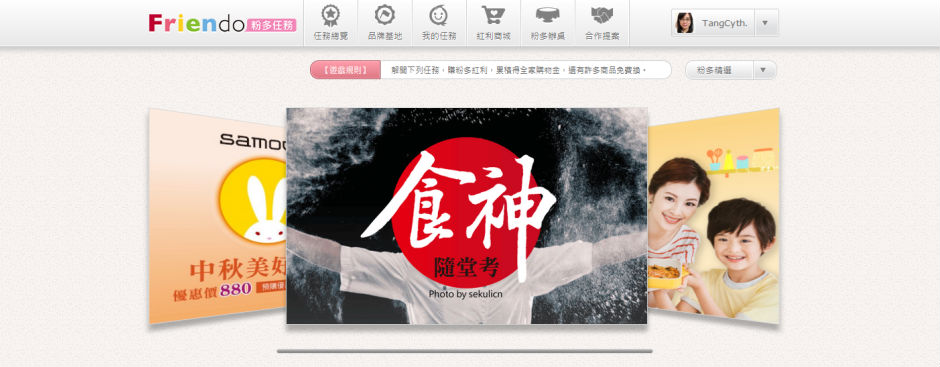 Friendo 粉多任務
任務總覽
品牌基地
我的任務
紅利商城
粉多辦桌
合作提案
TangCyth.
【遊戲規則】
解開下列任務，賺粉多紅利，累積得全家購物金，還有許多商品免費換。
粉多精選
中秋美好
優惠價880
預購優
食神
隨堂考
Photo by sekulicn